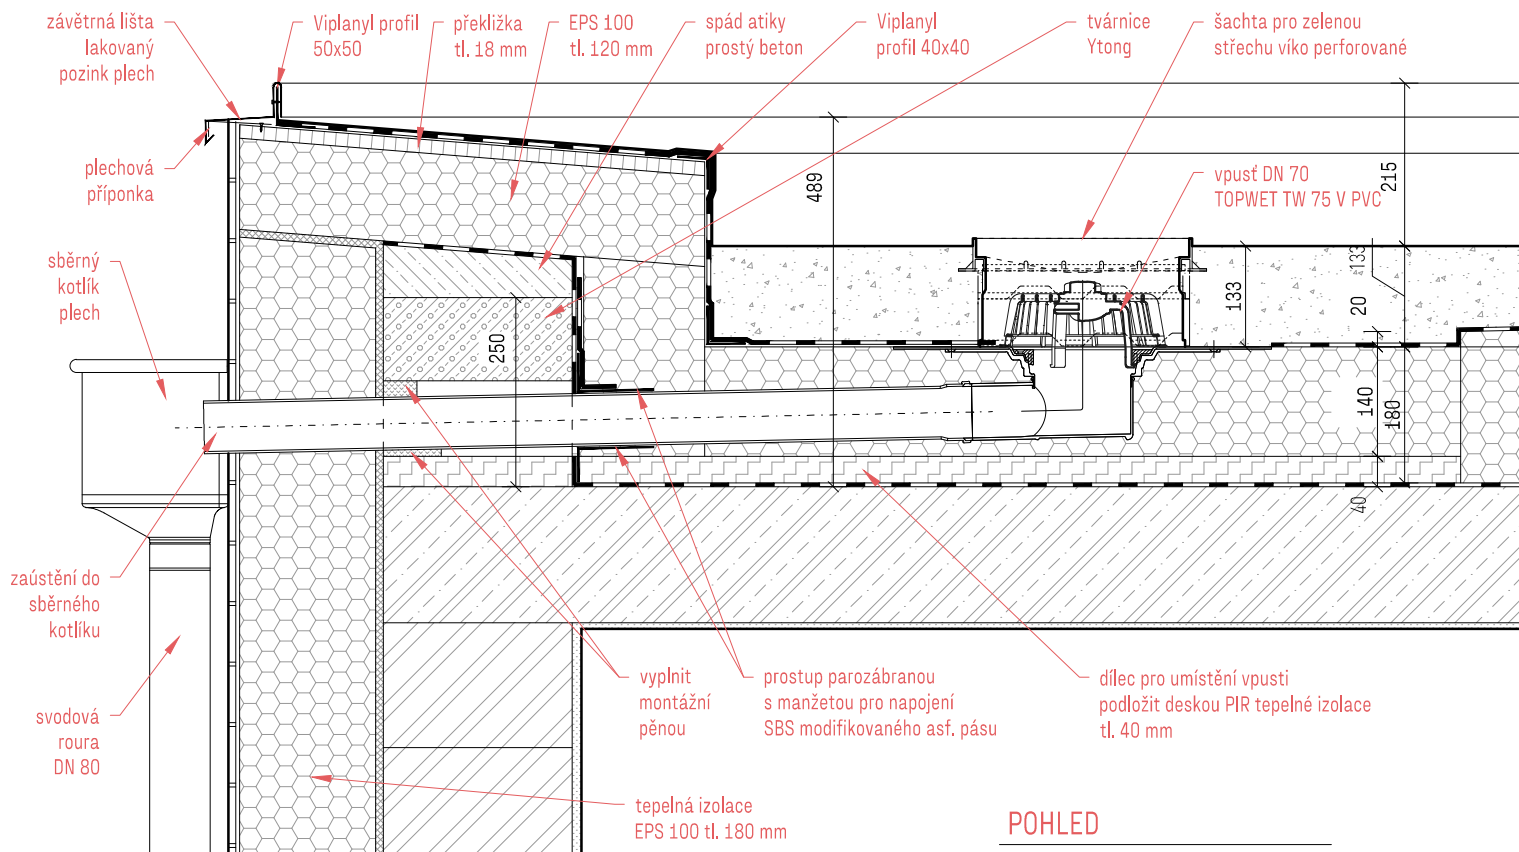 závětrná lišta
lakovaný
pozink plech
Viplanyl profil
50x50
překližka
tl. 18 mm
EPS 100
tl. 120 mm
spád atiky
prostý beton
Viplanyl
profil 40x40
tvárnice
Ytong
šachta pro zelenou
střechu víko perforované
plechová
příponka
489
215
vpusť DN 70
TOPWET TW 75 V PVC
sběrný
kotlík
plech
133
133
20
250
140
180
40
zaústění do
sběrného
kotlíku
svodová
roura
DN 80
vyplnit
montážní
pěnou
prostup parozábranou
s manžetou pro napojení
SBS modifikovaného asf. pásu
dílec pro umístění vpusti
podložit deskou PIR tepelné izolace
tl. 40 mm
tepelná izolace
EPS 100 tl. 180 mm
POHLED